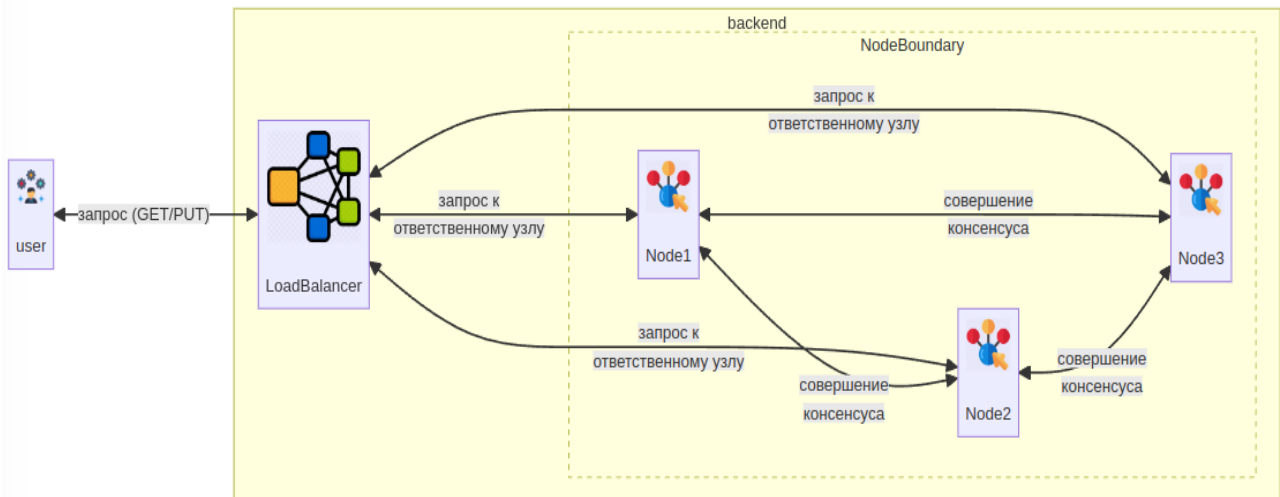 backend
NodeBoundary
запрос к
ответственному узлу
запрос (GET/PUT)
user
LoadBalancer
запрос к
ответственному узлу
Node1
совершение
консенсуса
Node3
запрос к
ответственному узлу
совершение
консенсуса
Node2
совершение
консенсуса